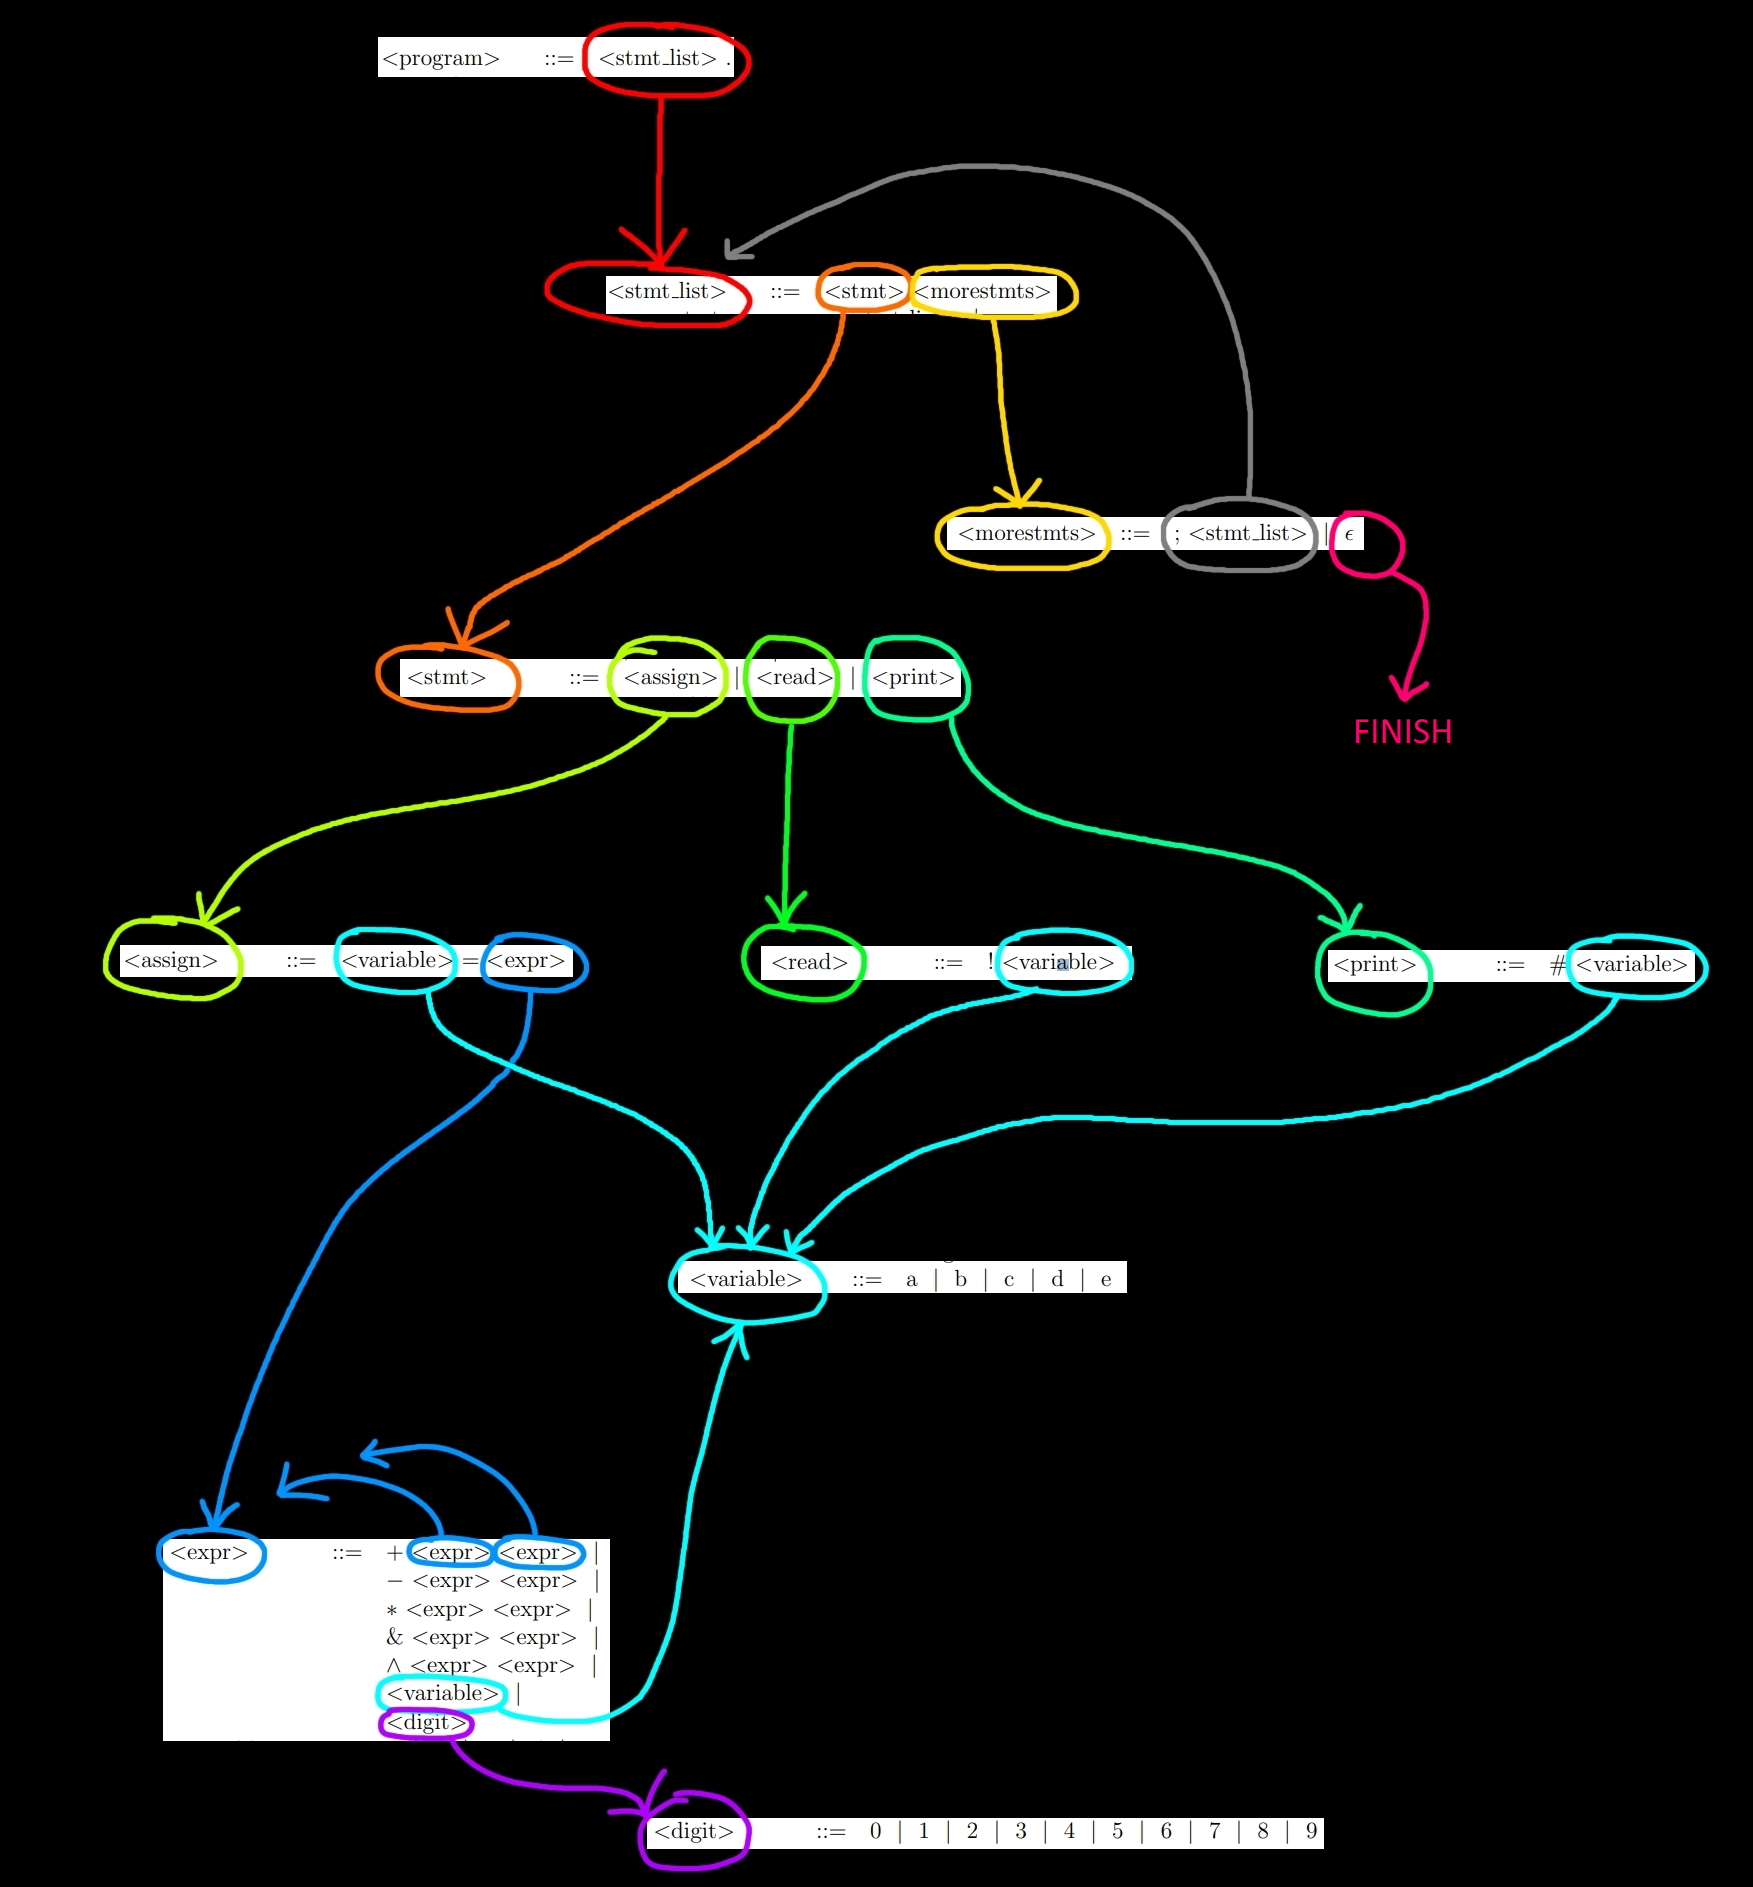 <program> ::= <stmt_list> .
<stmt_list> ::= <stmt> <morestmts>
<morestmts> ::= ; <stmt_list> | ϵ
<stmt> ::= <assign> | <read> | <print>
FINISH
<assign> ::= <variable> = <expr>
<read> ::= ! <variable>
<print> ::= # <variable>
<variable> ::= a | b | c | d | e
<expr> ::= + <expr> <expr> |
− <expr> <expr> |
* <expr> <expr> |
& <expr> <expr> |
∧ <expr> <expr> |
<variable> |
<digit>
<digit> ::= 0 | 1 | 2 | 3 | 4 | 5 | 6 | 7 | 8 | 9